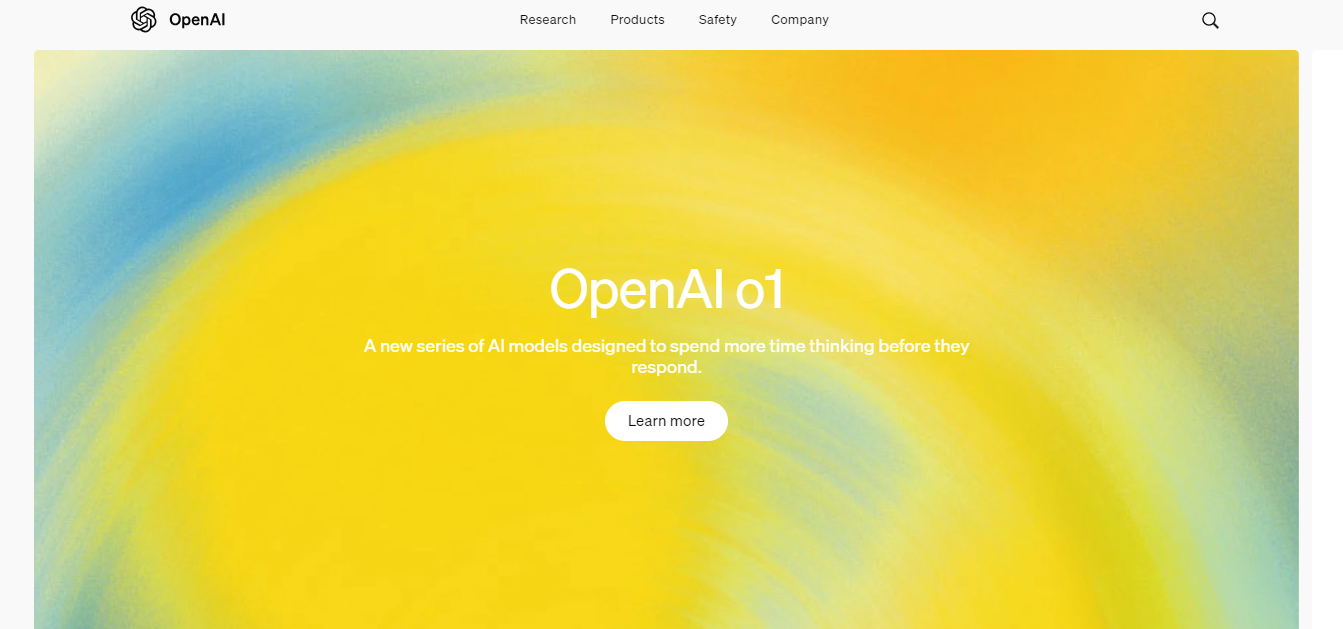 OpenAI
Research Products Safety Company
OpenAI o1
A new series of AI models designed to spend more time thinking before they
respond.
Learn more